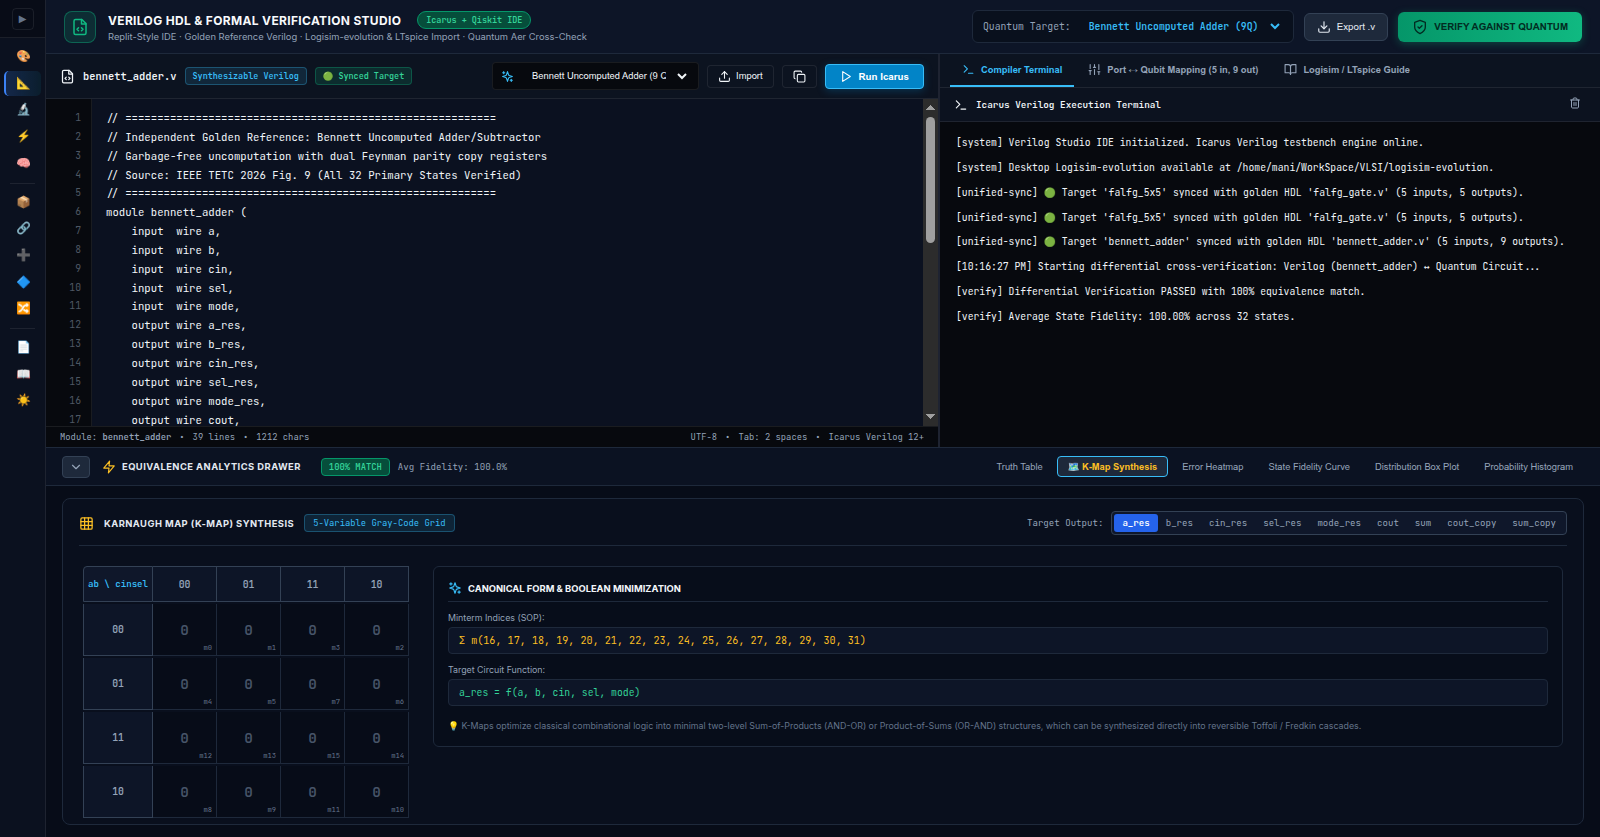 VERILOG HDL & FORMAL VERIFICATION STUDIO
Icarus + Qiskit IDE
Replit-Style IDE · Golden Reference Verilog · Logisim-evolution & LTspice Import · Quantum Aer Cross-Check
Quantum Target: Bennett Uncomputed Adder (9Q)
Export .v
VERIFY AGAINST QUANTUM
bennett_adder.v
Synthesizable Verilog
Synced Target
Bennett Uncomputed Adder (9 Q
Import
Run Icarus
1 // ==========================================================
2 // Independent Golden Reference: Bennett Uncomputed Adder/Subtractor
3 // Garbage-free uncomputation with dual Feynman parity copy registers
4 // Source: IEEE TETC 2026 Fig. 9 (All 32 Primary States Verified)
5 // ==========================================================
6 module bennett_adder (
7 input wire a,
8 input wire b,
9 input wire cin,
10 input wire sel,
11 input wire mode,
12 output wire a_res,
13 output wire b_res,
14 output wire cin_res,
15 output wire sel_res,
16 output wire mode_res,
17 output wire cout,
Module: bennett_adder • 39 lines • 1212 chars
UTF-8 • Tab: 2 spaces • Icarus Verilog 12+
Compiler Terminal
Port ↔ Qubit Mapping (5 in, 9 out)
Logisim / LTspice Guide
Icarus Verilog Execution Terminal
[system] Verilog Studio IDE initialized. Icarus Verilog testbench engine online.
[system] Desktop Logisim-evolution available at /home/mani/WorkSpace/VLSI/logisim-evolution.
[unified-sync] 🟢 Target 'falfg_5x5' synced with golden HDL 'falfg_gate.v' (5 inputs, 5 outputs).
[unified-sync] 🟢 Target 'falfg_5x5' synced with golden HDL 'falfg_gate.v' (5 inputs, 5 outputs).
[unified-sync] 🟢 Target 'bennett_adder' synced with golden HDL 'bennett_adder.v' (5 inputs, 9 outputs).
[10:16:27 PM] Starting differential cross-verification: Verilog (bennett_adder) ↔ Quantum Circuit...
[verify] Differential Verification PASSED with 100% equivalence match.
[verify] Average State Fidelity: 100.00% across 32 states.
EQUIVALENCE ANALYTICS DRAWER
100% MATCH
Avg Fidelity: 100.0%
Truth Table
K-Map Synthesis
Error Heatmap
State Fidelity Curve
Distribution Box Plot
Probability Histogram
KARNAUGH MAP (K-MAP) SYNTHESIS
5-Variable Gray-Code Grid
Target Output: a_res b_res cin_res sel_res mode_res cout sum cout_copy sum_copy
ab \ cinsel 00 01 11 10
00 0 m0 0 m1 0 m3 0 m2
01 0 m4 0 m5 0 m7 0 m6
11 0 m12 0 m13 0 m15 0 m14
10 0 m8 0 m9 0 m11 0 m10
CANONICAL FORM & BOOLEAN MINIMIZATION
Minterm Indices (SOP):
Σ m(16, 17, 18, 19, 20, 21, 22, 23, 24, 25, 26, 27, 28, 29, 30, 31)
Target Circuit Function:
a_res = f(a, b, cin, sel, mode)
💡 K-Maps optimize classical combinational logic into minimal two-level Sum-of-Products (AND-OR) or Product-of-Sums (OR-AND) structures, which can be synthesized directly into reversible Toffoli / Fredkin cascades.